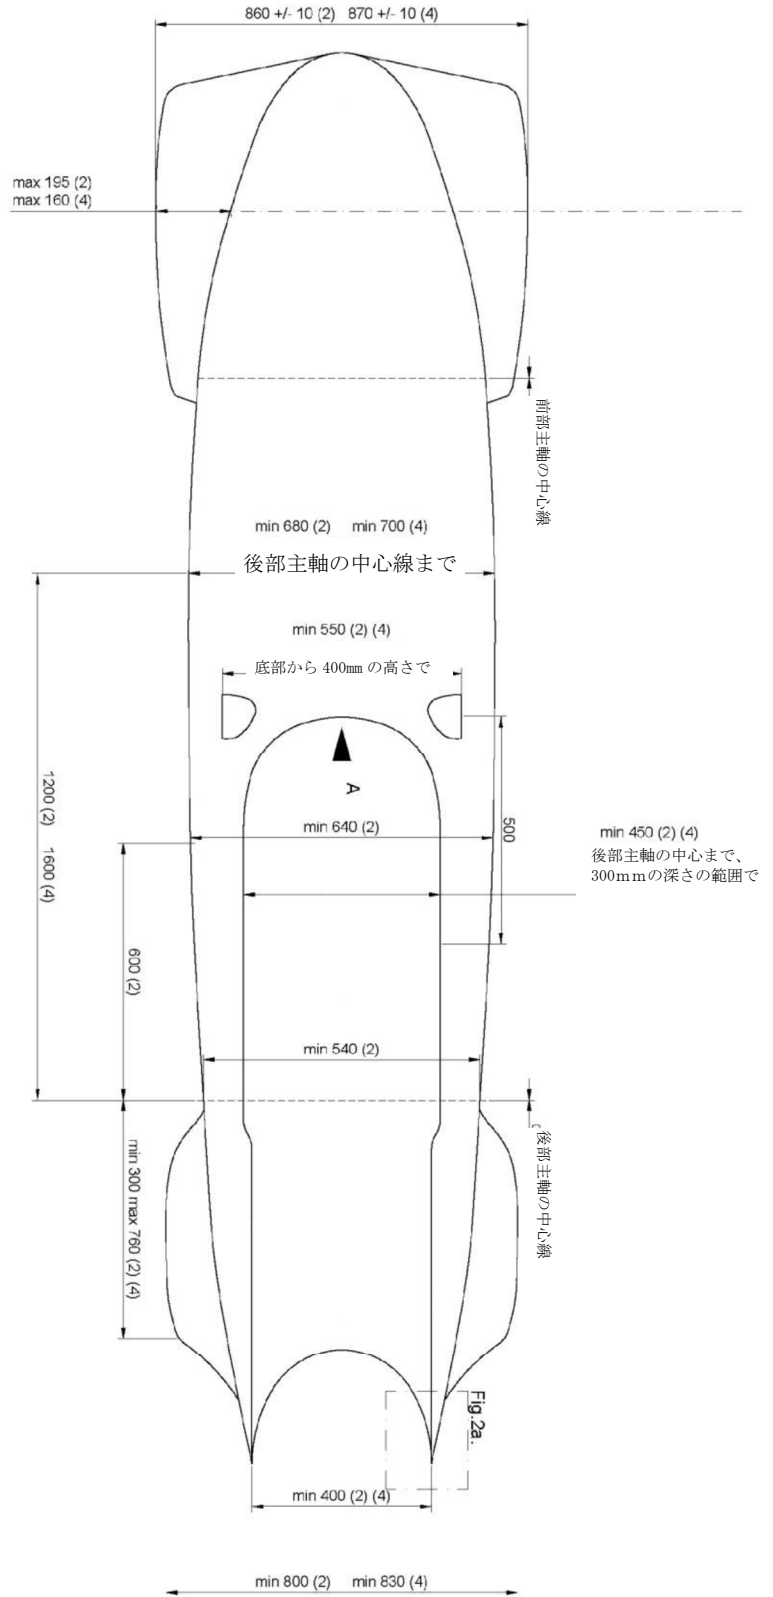 860 +/- 10 (2) 870 +/- 10 (4)
max 195 (2)
max 160 (4)
前部主軸の中心線
min 680 (2) min 700 (4)
後部主軸の中心線まで
min 550 (2) (4)
底部から 400㎜ の高さで
A
1200 (2) 1600 (4)
500
min 640 (2)
min 450 (2) (4)
後部主軸の中心まで、
300ｍｍの深さの範囲で
600 (2)
min 540 (2)
後部主軸の中心線
min 300 max 760 (2) (4)
Fig.2a.
min 400 (2) (4)
min 800 (2) min 830 (4)